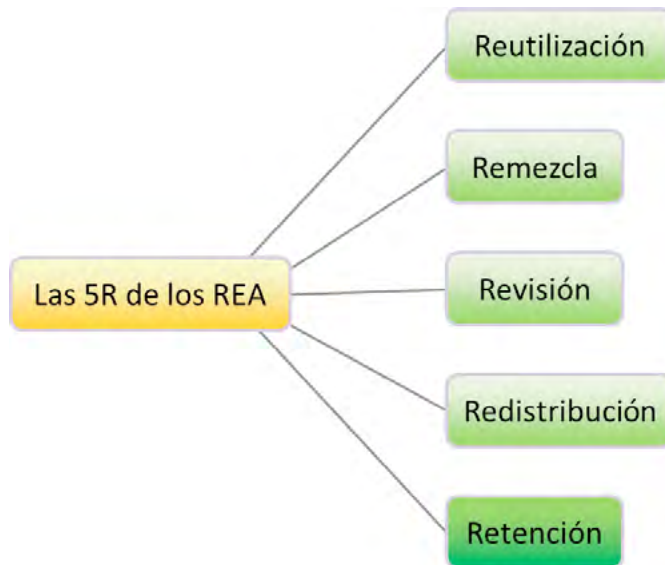 Reutilización
Remezcla
Las 5R de los REA
Revisión
Redistribución
Retención